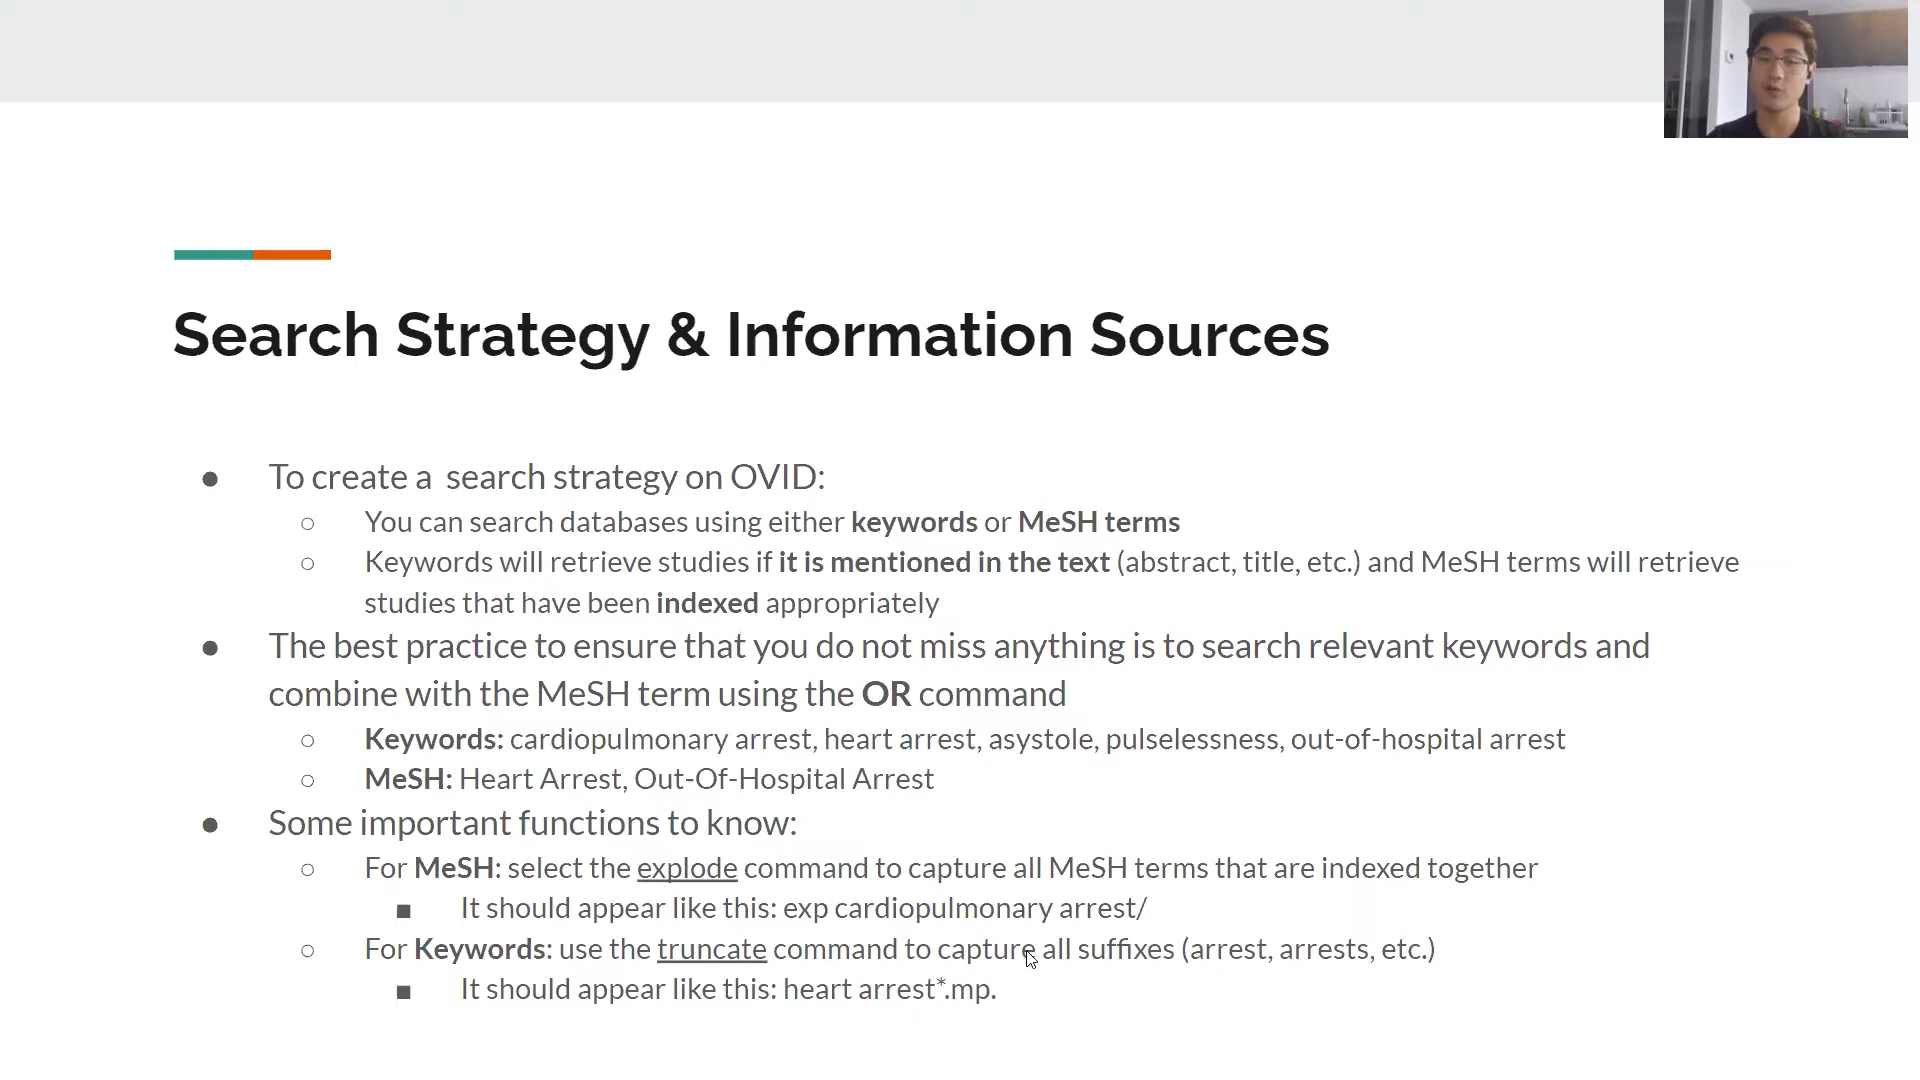 Search Strategy & Information Sources
● To create a  search strategy on OVID:
○ You can search databases using either keywords or MeSH terms
○ Keywords will retrieve studies if it is mentioned in the text (abstract, title, etc.) and MeSH terms will retrieve
studies that have been indexed appropriately
● The best practice to ensure that you do not miss anything is to search relevant keywords and
combine with the MeSH term using the OR command
○ Keywords: cardiopulmonary arrest, heart arrest, asystole, pulselessness, out-of-hospital arrest
○ MeSH: Heart Arrest, Out-Of-Hospital Arrest
● Some important functions to know:
○ For MeSH: select the explode command to capture all MeSH terms that are indexed together
■ It should appear like this: exp cardiopulmonary arrest/
○ For Keywords: use the truncate command to capture all suffixes (arrest, arrests, etc.)
■ It should appear like this: heart arrest*.mp.